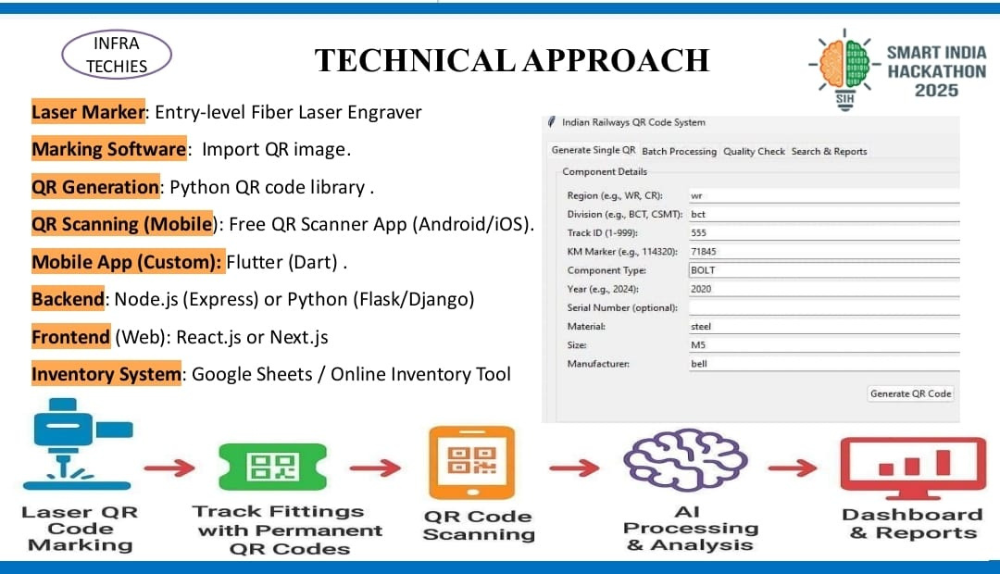 INFRA
TECHIES
TECHNICAL APPROACH
SIH
SMART INDIA
HACKATHON
2025
Laser Marker: Entry-level Fiber Laser Engraver
Marking Software:  Import QR image.
QR Generation: Python QR code library .
QR Scanning (Mobile): Free QR Scanner App (Android/iOS).
Mobile App (Custom): Flutter (Dart) .
Backend: Node.js (Express) or Python (Flask/Django)
Frontend (Web): React.js or Next.js
Inventory System: Google Sheets / Online Inventory Tool
Indian Railways QR Code System
Generate Single QR Batch Processing Quality Check Search & Reports
Component Details
Region (e.g., WR, CR): wr
Division (e.g., BCT, CSMT): bct
Track ID (1-999): 555
KM Marker (e.g., 114320): 71845
Component Type: BOLT
Year (e.g., 2024): 2020
Serial Number (optional):
Material: steel
Size: M5
Manufacturer: bell
Generate QR Code
Laser QR
Code
Marking
Track Fittings
with Permanent
QR Codes
QR Code
Scanning
AI
Processing
& Analysis
Dashboard
& Reports